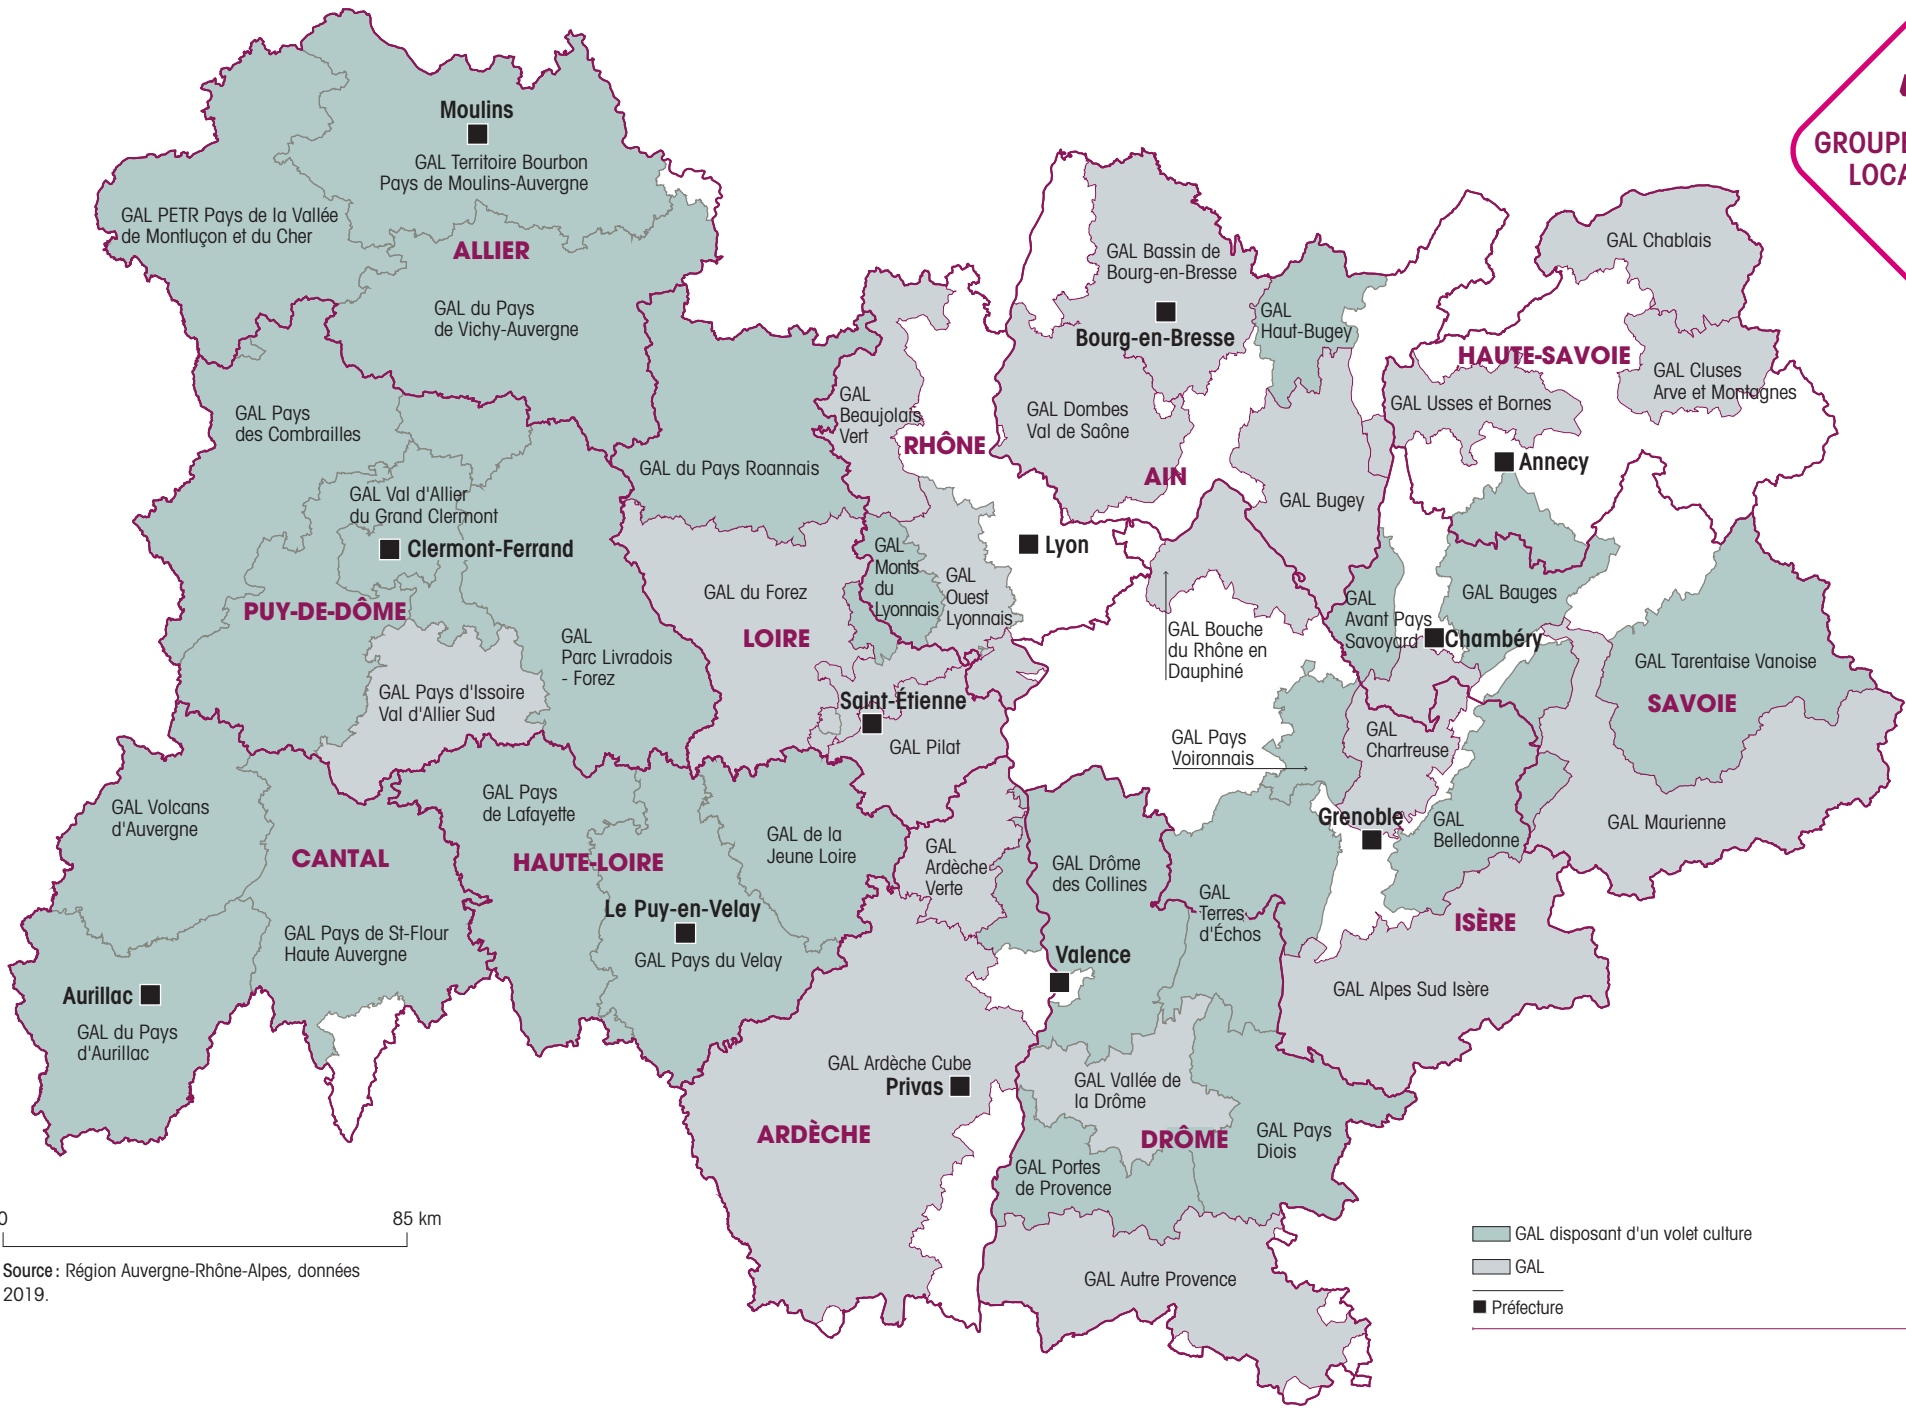 GROUPE
LOCA
Moulins
GAL Territoire Bourbon
Pays de Moulins-Auvergne
GAL PETR Pays de la Vallée
de Montluçon et du Cher
ALLIER
GAL du Pays
de Vichy-Auvergne
GAL Pays
des Combrailles
GAL Val d'Allier
du Grand Clermont
Clermont-Ferrand
PUY-DE-DÔME
GAL
Parc Livradois
- Forez
GAL Pays d'Issoire
Val d'Allier Sud
GAL du Pays Roannais
GAL du Forez
LOIRE
Saint-Étienne
GAL Pilat
GAL
Beaujolais
Vert
RHÔNE
GAL
Monts
du
Lyonnais
GAL
Ouest
Lyonnais
Lyon
GAL Bassin de
Bourg-en-Bresse
Bourg-en-Bresse
GAL
Haut-Bugey
GAL Dombes
Val de Saône
AIN
GAL Bugey
GAL Chablais
HAUTE-SAVOIE
GAL Cluses
Arve et Montagnes
GAL Usses et Bornes
Annecy
GAL Bauges
GAL
Avant Pays
Savoyard
Chambéry
GAL Tarentaise Vanoise
SAVOIE
GAL Maurienne
GAL Bouche
du Rhône en
Dauphiné
GAL Pays
Voironnais
GAL
Chartreuse
Grenoble
GAL
Belledonne
ISÈRE
GAL Alpes Sud Isère
GAL Volcans
d'Auvergne
CANTAL
GAL Pays de St-Flour
Haute Auvergne
Aurillac
GAL du Pays
d'Aurillac
GAL Pays
de Lafayette
HAUTE-LOIRE
GAL de la
Jeune Loire
Le Puy-en-Velay
GAL Pays du Velay
GAL
Ardèche
Verte
GAL Drôme
des Collines
GAL
Terres
d'Échos
Valence
GAL Ardèche Cube
Privas
ARDÈCHE
GAL Vallée de
la Drôme
DRÔME
GAL Pays
Diois
GAL Portes
de Provence
GAL Autre Provence
0
85 km
Source : Région Auvergne-Rhône-Alpes, données
2019.
GAL disposant d'un volet culture
GAL
Préfecture